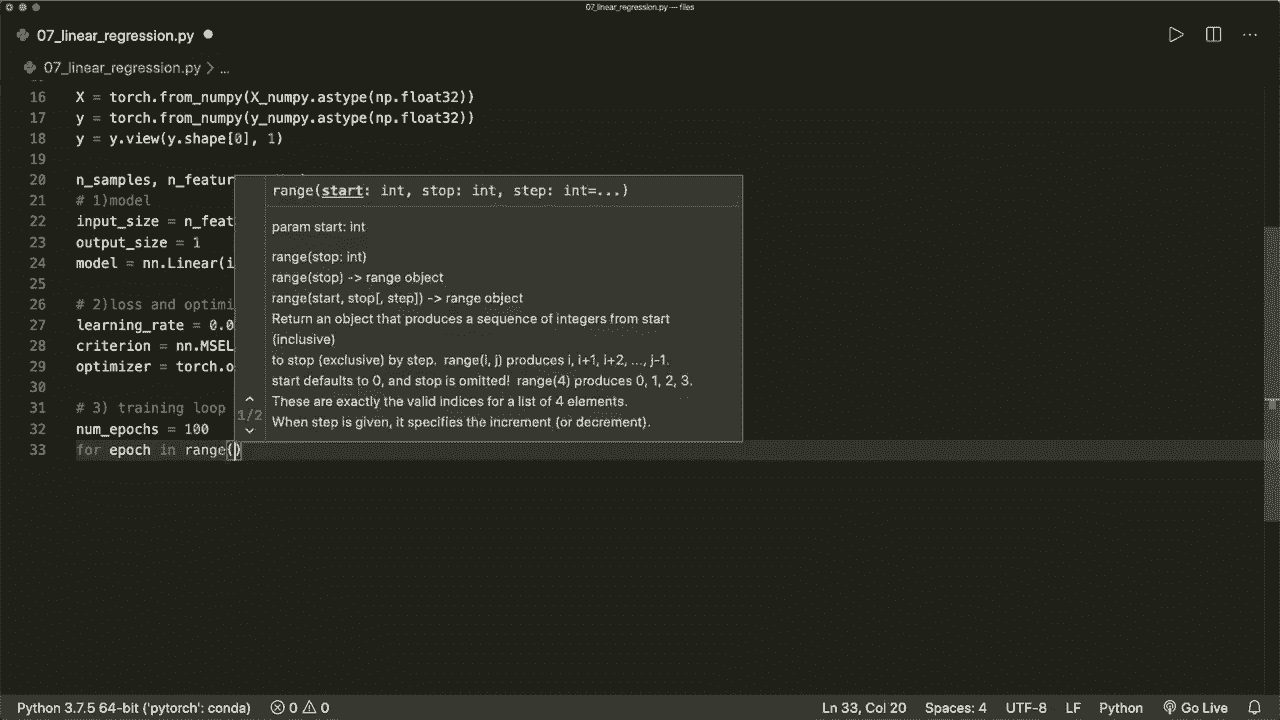 07_linear_regression.py — files
07_linear_regression.py
07_linear_regression.py > ...
16 X = torch.from_numpy(X_numpy.astype(np.float32))
17 y = torch.from_numpy(y_numpy.astype(np.float32))
18 y = y.view(y.shape[0], 1)
19
20 n_samples, n_featur
21 # 1)model
22 input_size = n_feat
23 output_size = 1
24 model = nn.Linear(i
25
26 # 2)loss and optimi
27 learning_rate = 0.0
28 criterion = nn.MSEL
29 optimizer = torch.o
30
31 # 3) training loop
32 num_epochs = 100
33 for epoch in range()
range(start: int, stop: int, step: int=...)
param start: int
range(stop: int)
range(stop) -> range object
range(start, stop[, step]) -> range object
Return an object that produces a sequence of integers from start
(inclusive)
to stop (exclusive) by step. range(i, j) produces i, i+1, i+2, ..., j-1.
start defaults to 0, and stop is omitted! range(4) produces 0, 1, 2, 3.
These are exactly the valid indices for a list of 4 elements.
1/2
When step is given, it specifies the increment (or decrement).
Python 3.7.5 64-bit ('pytorch': conda) 0 0 Ln 33, Col 20 Spaces: 4 UTF-8 LF Python Go Live